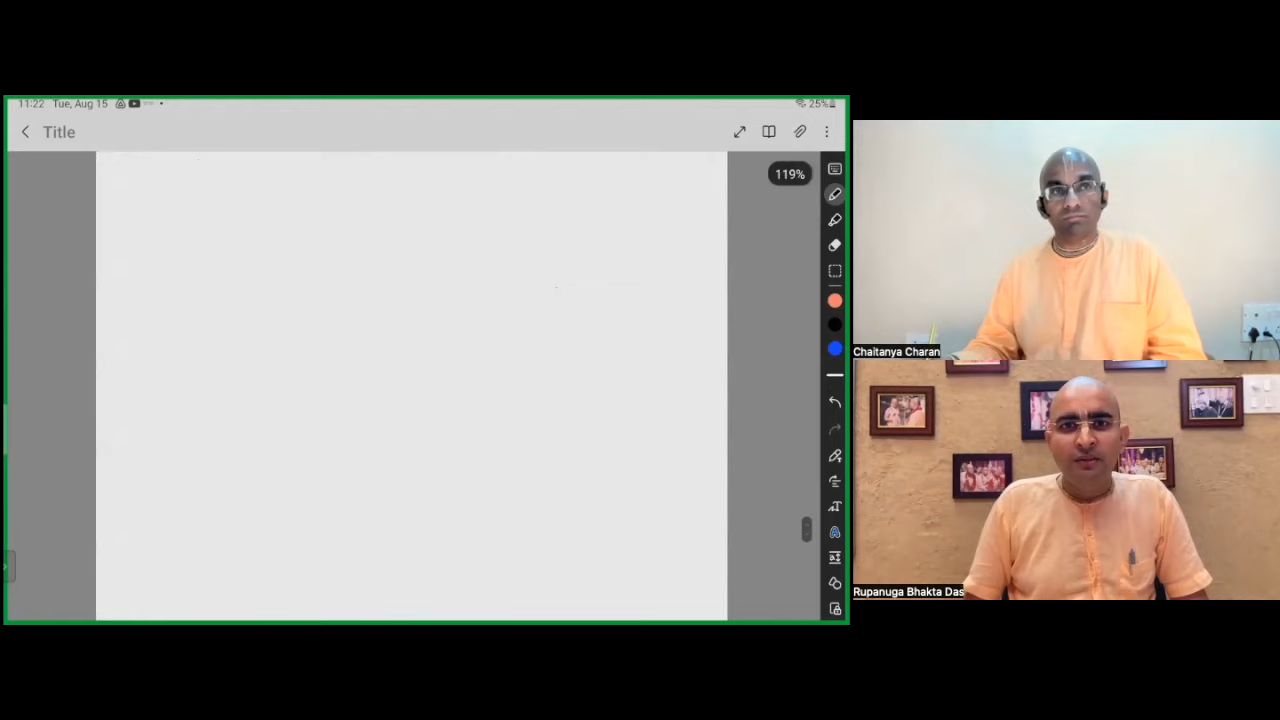 11:22 Tue, Aug 15
25%
Title
119%
Chaitanya Charan
Rupanuga Bhakta Das